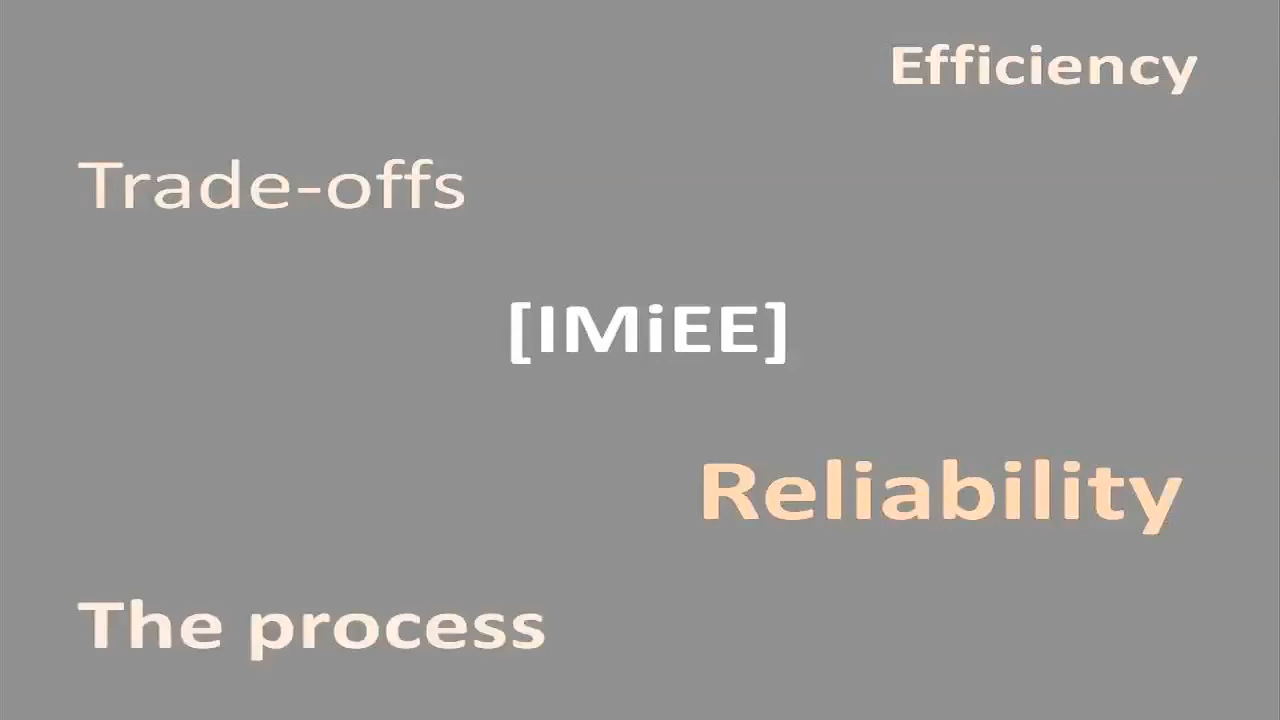 Efficiency
Trade-offs
[IMiEE]
Reliability
The process